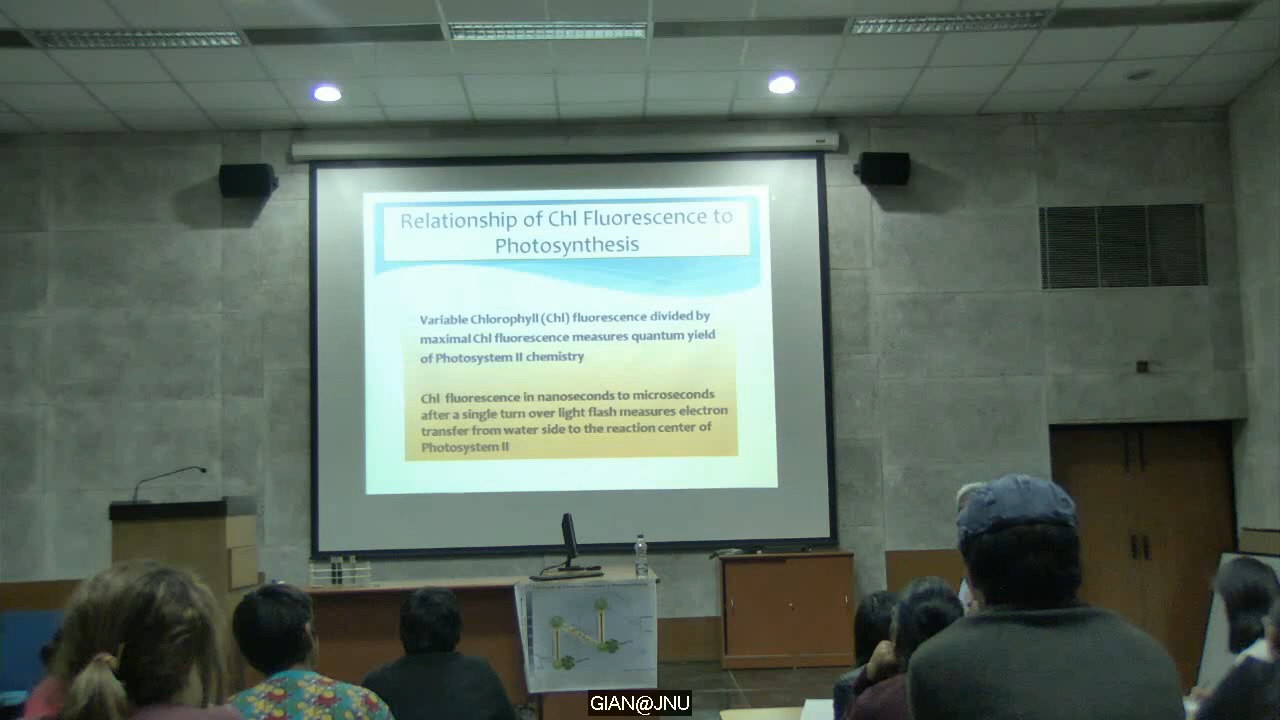 Relationship of Chl Fluorescence to
Photosynthesis
Variable Chlorophyll (Chl) fluorescence divided by
maximal Chl fluorescence measures quantum yield
of Photosystem II chemistry
Chl fluorescence in nanoseconds to microseconds
after a single turn over light flash measures electron
transfer from water side to the reaction center of
Photosystem II
GIAN@JNU